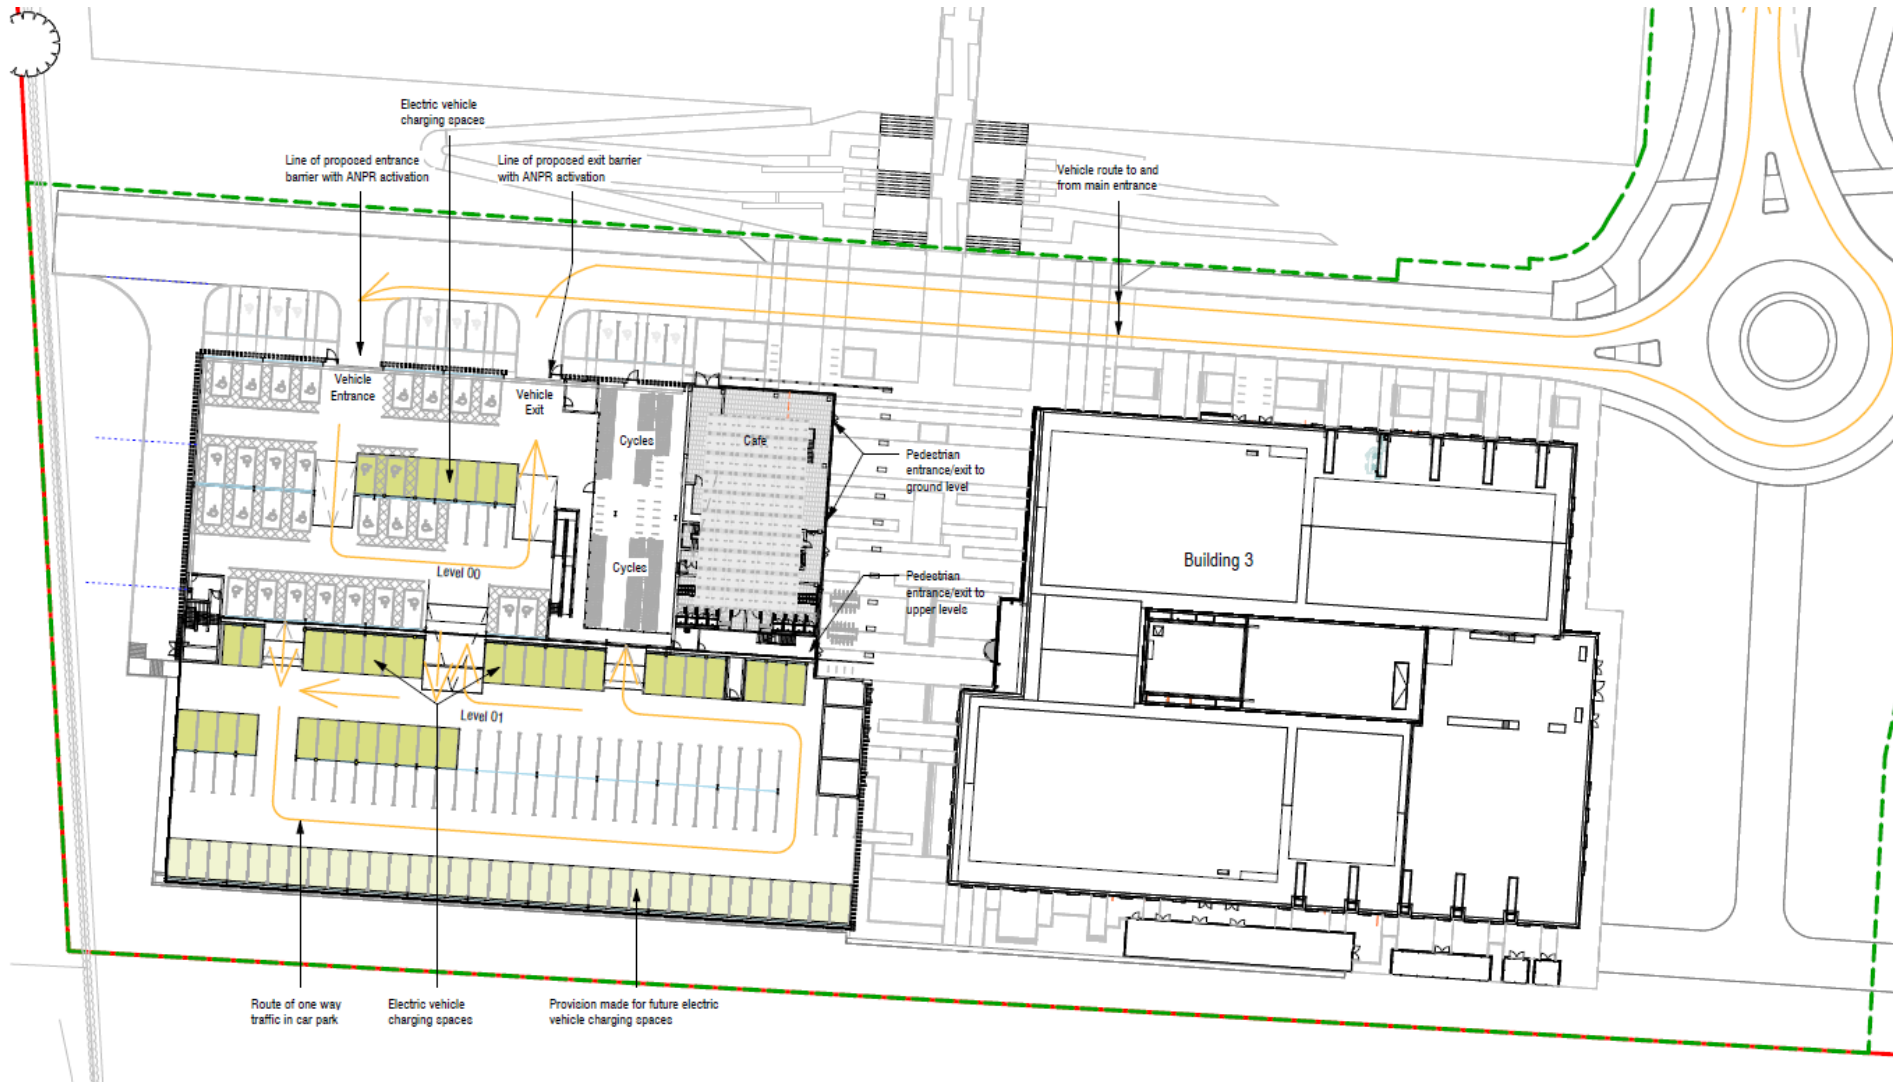 Electric vehicle
charging spaces
Line of proposed entrance
barrier with ANPR activation
Line of proposed exit barrier
with ANPR activation
Vehicle route to and
from main entrance
Vehicle
Entrance
Vehicle
Exit
Cycles
Cafe
Pedestrian
entrance/exit to
ground level
Building 3
Cycles
Level 00
Pedestrian
entrance/exit to
upper levels
Level 01
Route of one way
traffic in car park
Electric vehicle
charging spaces
Provision made for future electric
vehicle charging spaces